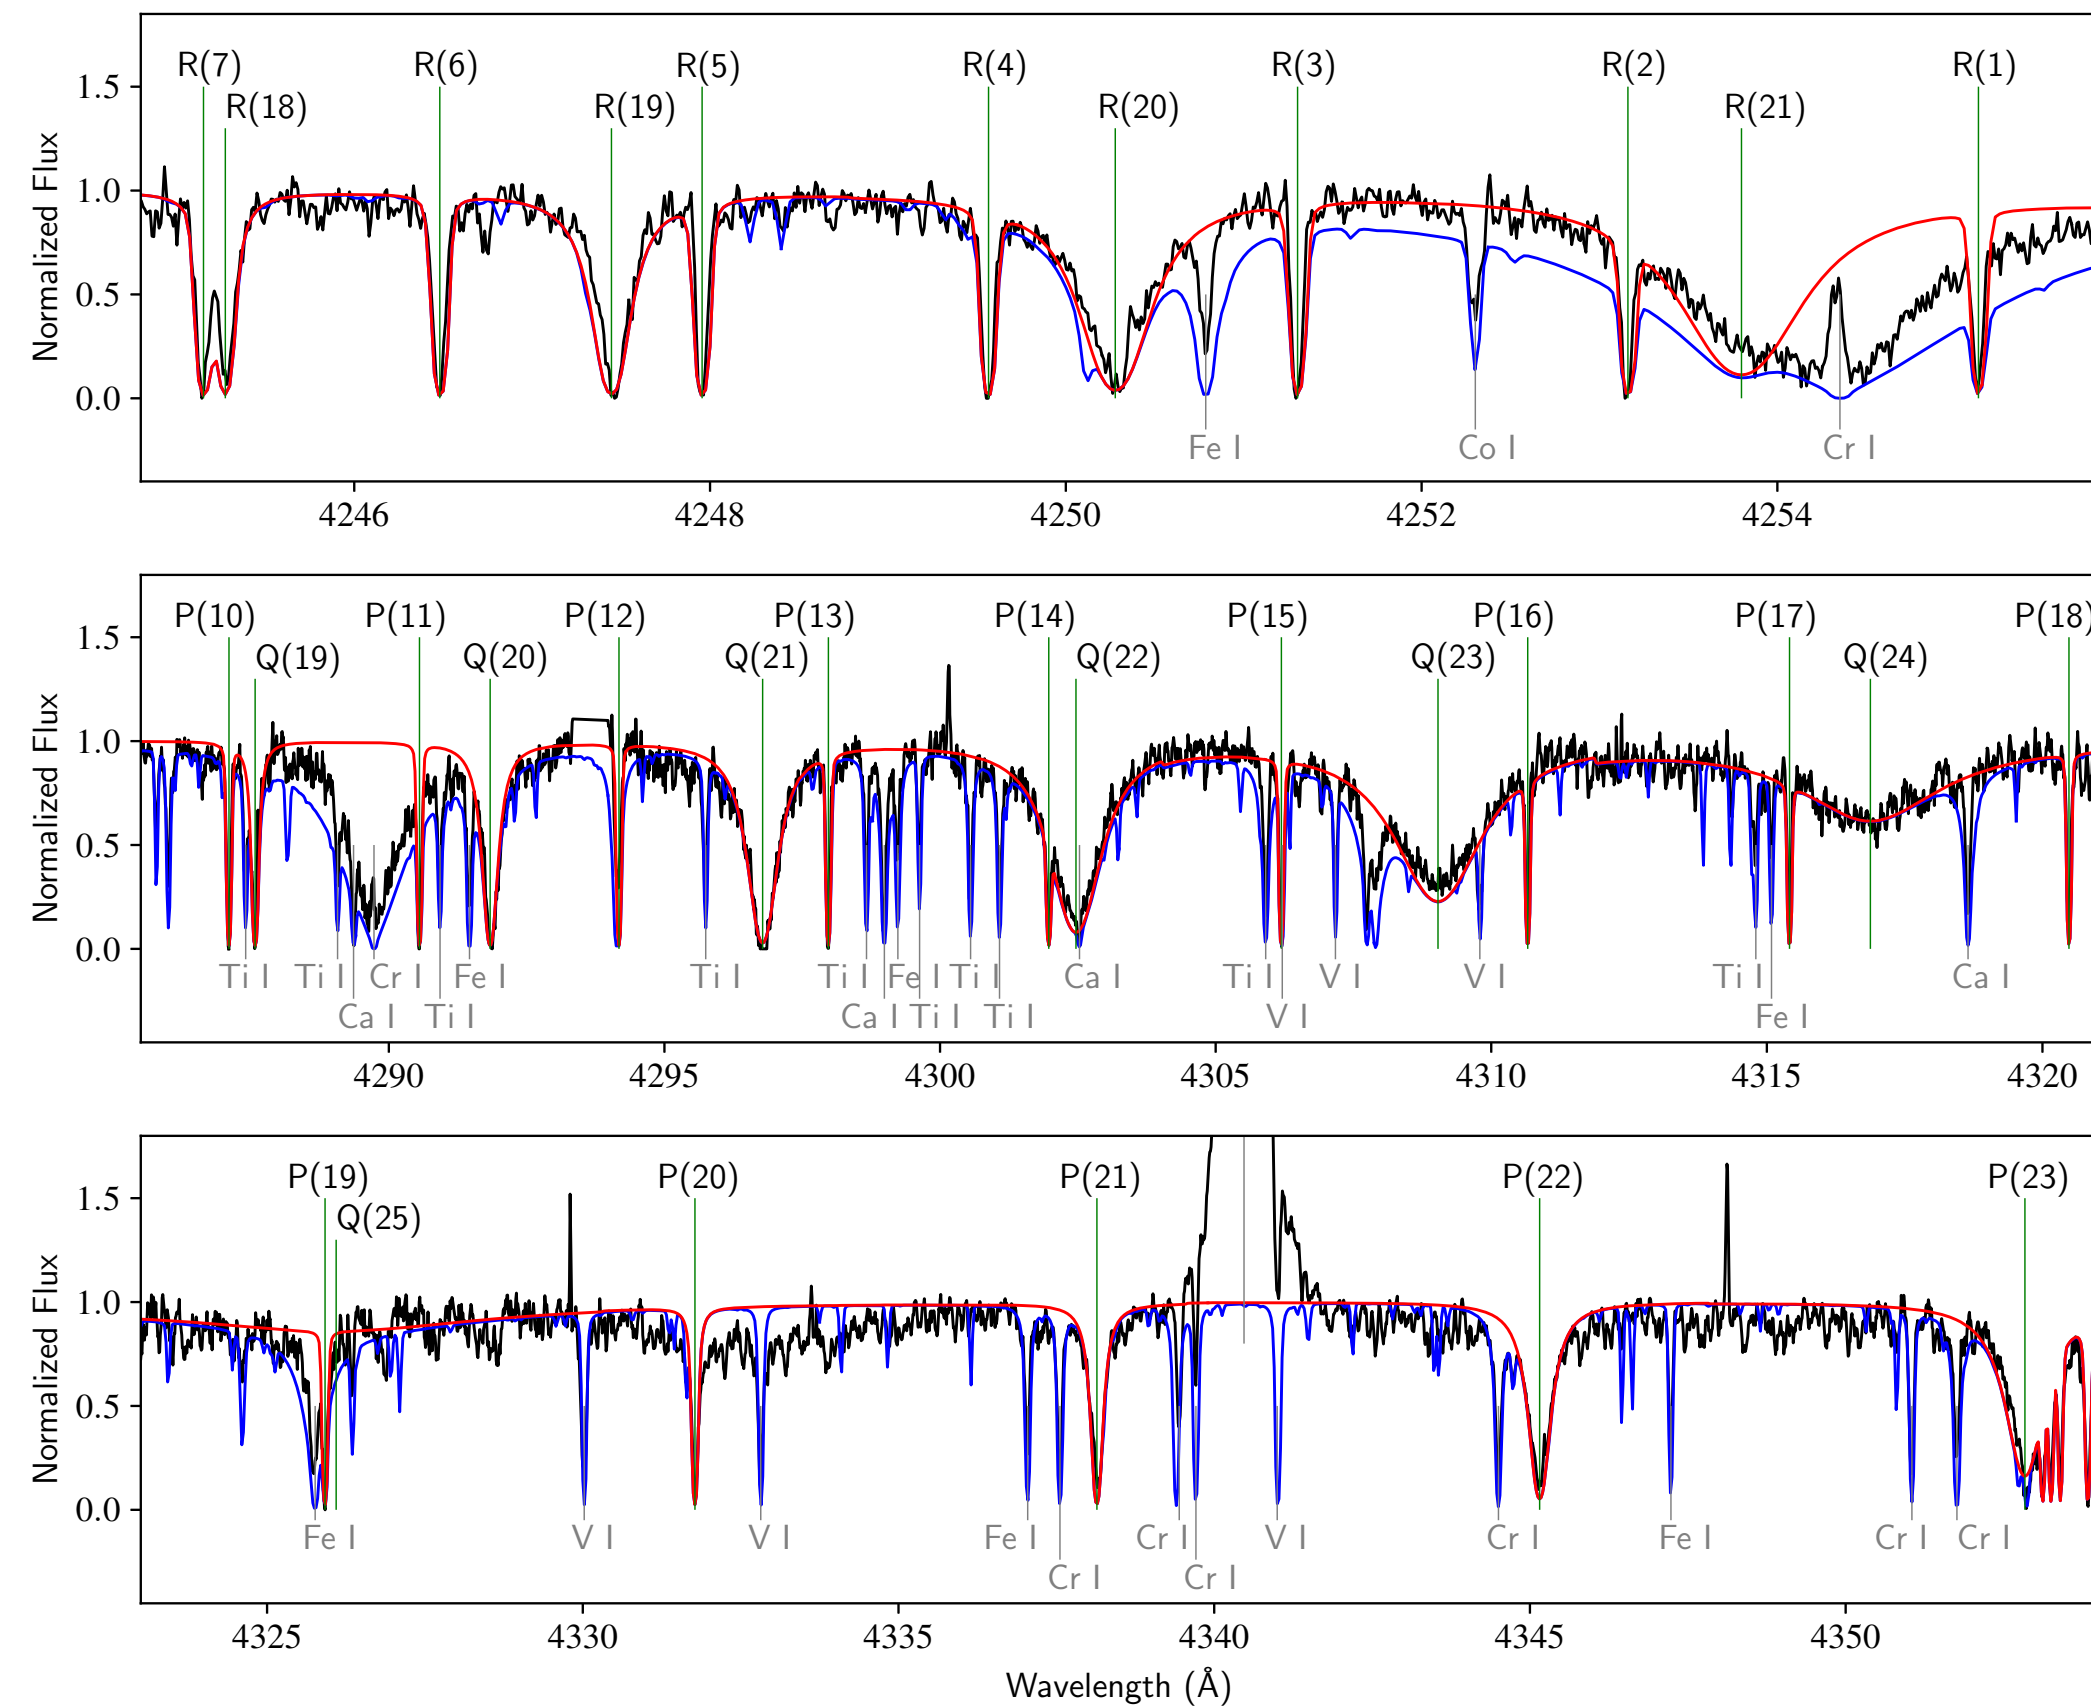 R(7) R(6) R(5) R(4) R(3) R(2) R(1)
R(18) R(19) R(20) R(21)
1.5
1.0
0.5
0.0
Normalized Flux
Fe I Co I Cr I
4246 4248 4250 4252 4254
P(10) P(11) P(12) P(13) P(14) P(15) P(16) P(17) P(18)
Q(19) Q(20) Q(21) Q(22) Q(23) Q(24)
1.5
1.0
0.5
0.0
Normalized Flux
Ti I Ti I Cr I Fe I Ti I Ti I Fe I Ti I Ca I Ti I V I V I Ti I Ca I
Ca I Ti I Ca I Ti I Ti I V I Fe I
4290 4295 4300 4305 4310 4315 4320
P(19) P(20) P(21) P(22) P(23)
Q(25)
1.5
1.0
0.5
0.0
Normalized Flux
Fe I V I V I Fe I Cr I V I Cr I Fe I Cr I Cr I
Cr I Cr I
4325 4330 4335 4340 4345 4350
Wavelength (Å)